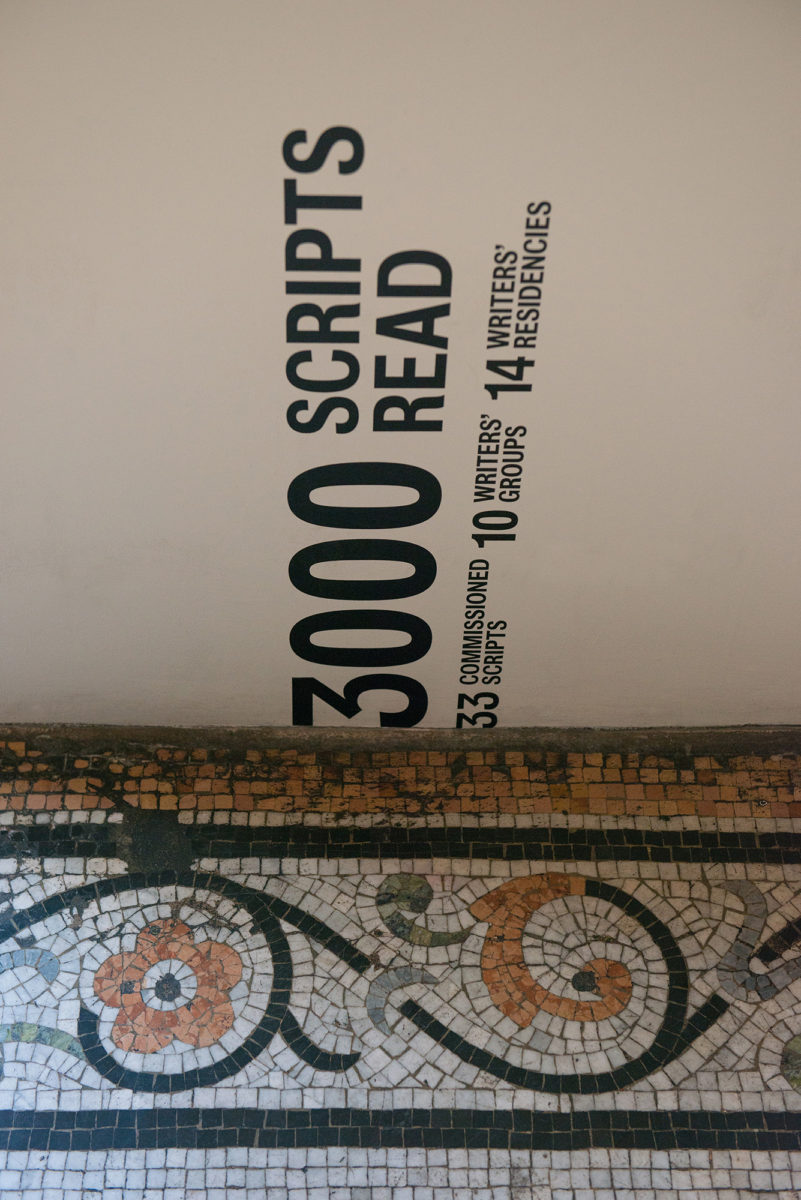 3000 SCRIPTS
READ
33 COMMISSIONED
SCRIPTS
10 WRITERS'
GROUPS
14 WRITERS'
RESIDENCIES